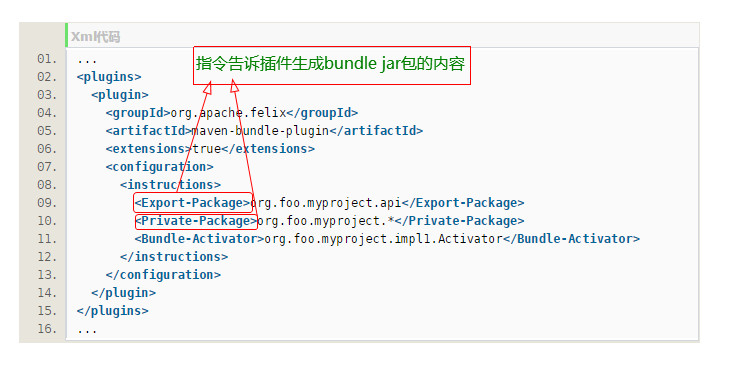 Xml代码
指令告诉插件生成bundle jar包的内容
01. ...
02. <plugins>
03. <plugin>
04. <groupId>org.apache.felix</groupId>
05. <artifactId>maven-bundle-plugin</artifactId>
06. <extensions>true</extensions>
07. <configuration>
08. <instructions>
09. <Export-Package>org.foo.myproject.api</Export-Package>
10. <Private-Package>org.foo.myproject.*</Private-Package>
11. <Bundle-Activator>org.foo.myproject.impl1.Activator</Bundle-Activator>
12. </instructions>
13. </configuration>
14. </plugin>
15. </plugins>
16. ...